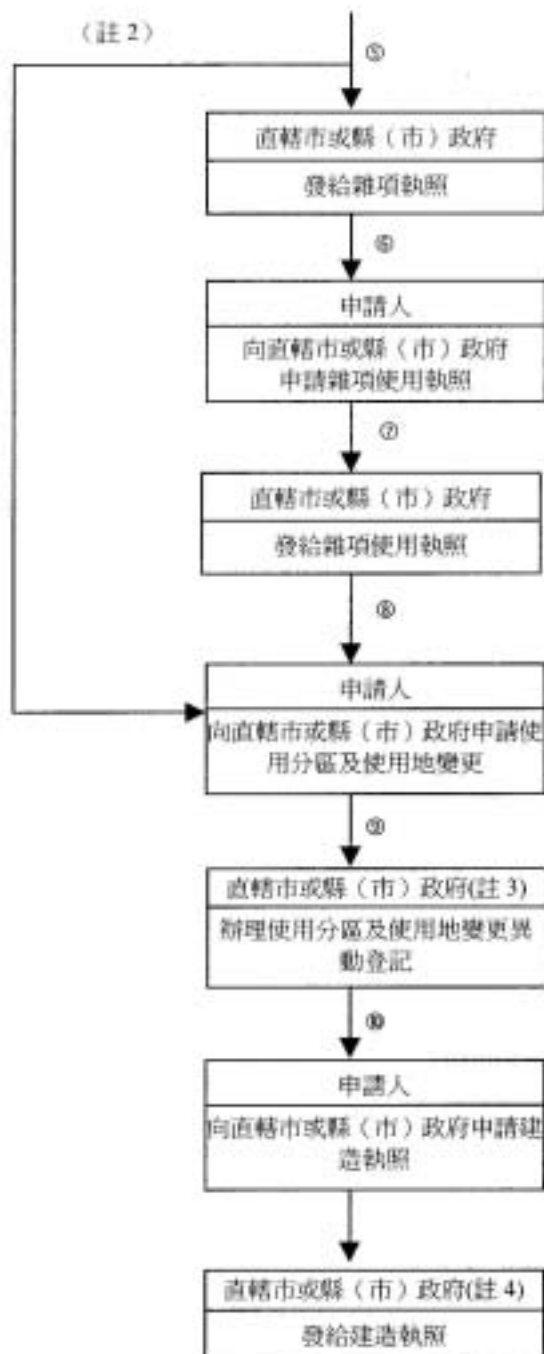 （註 2）
⑤
直轄市或縣（市）政府
發給雜項執照
⑥
申請人
向直轄市或縣（市）政府
申請雜項使用執照
⑦
直轄市或縣（市）政府
發給雜項使用執照
⑧
申請人
向直轄市或縣（市）政府申請使
用分區及使用地變更
⑨
直轄市或縣（市）政府(註 3)
辦理使用分區及使用地變更異
動登記
⑩
申請人
向直轄市或縣（市）政府申請建
造執照
直轄市或縣（市）政府(註 4)
發給建造執照